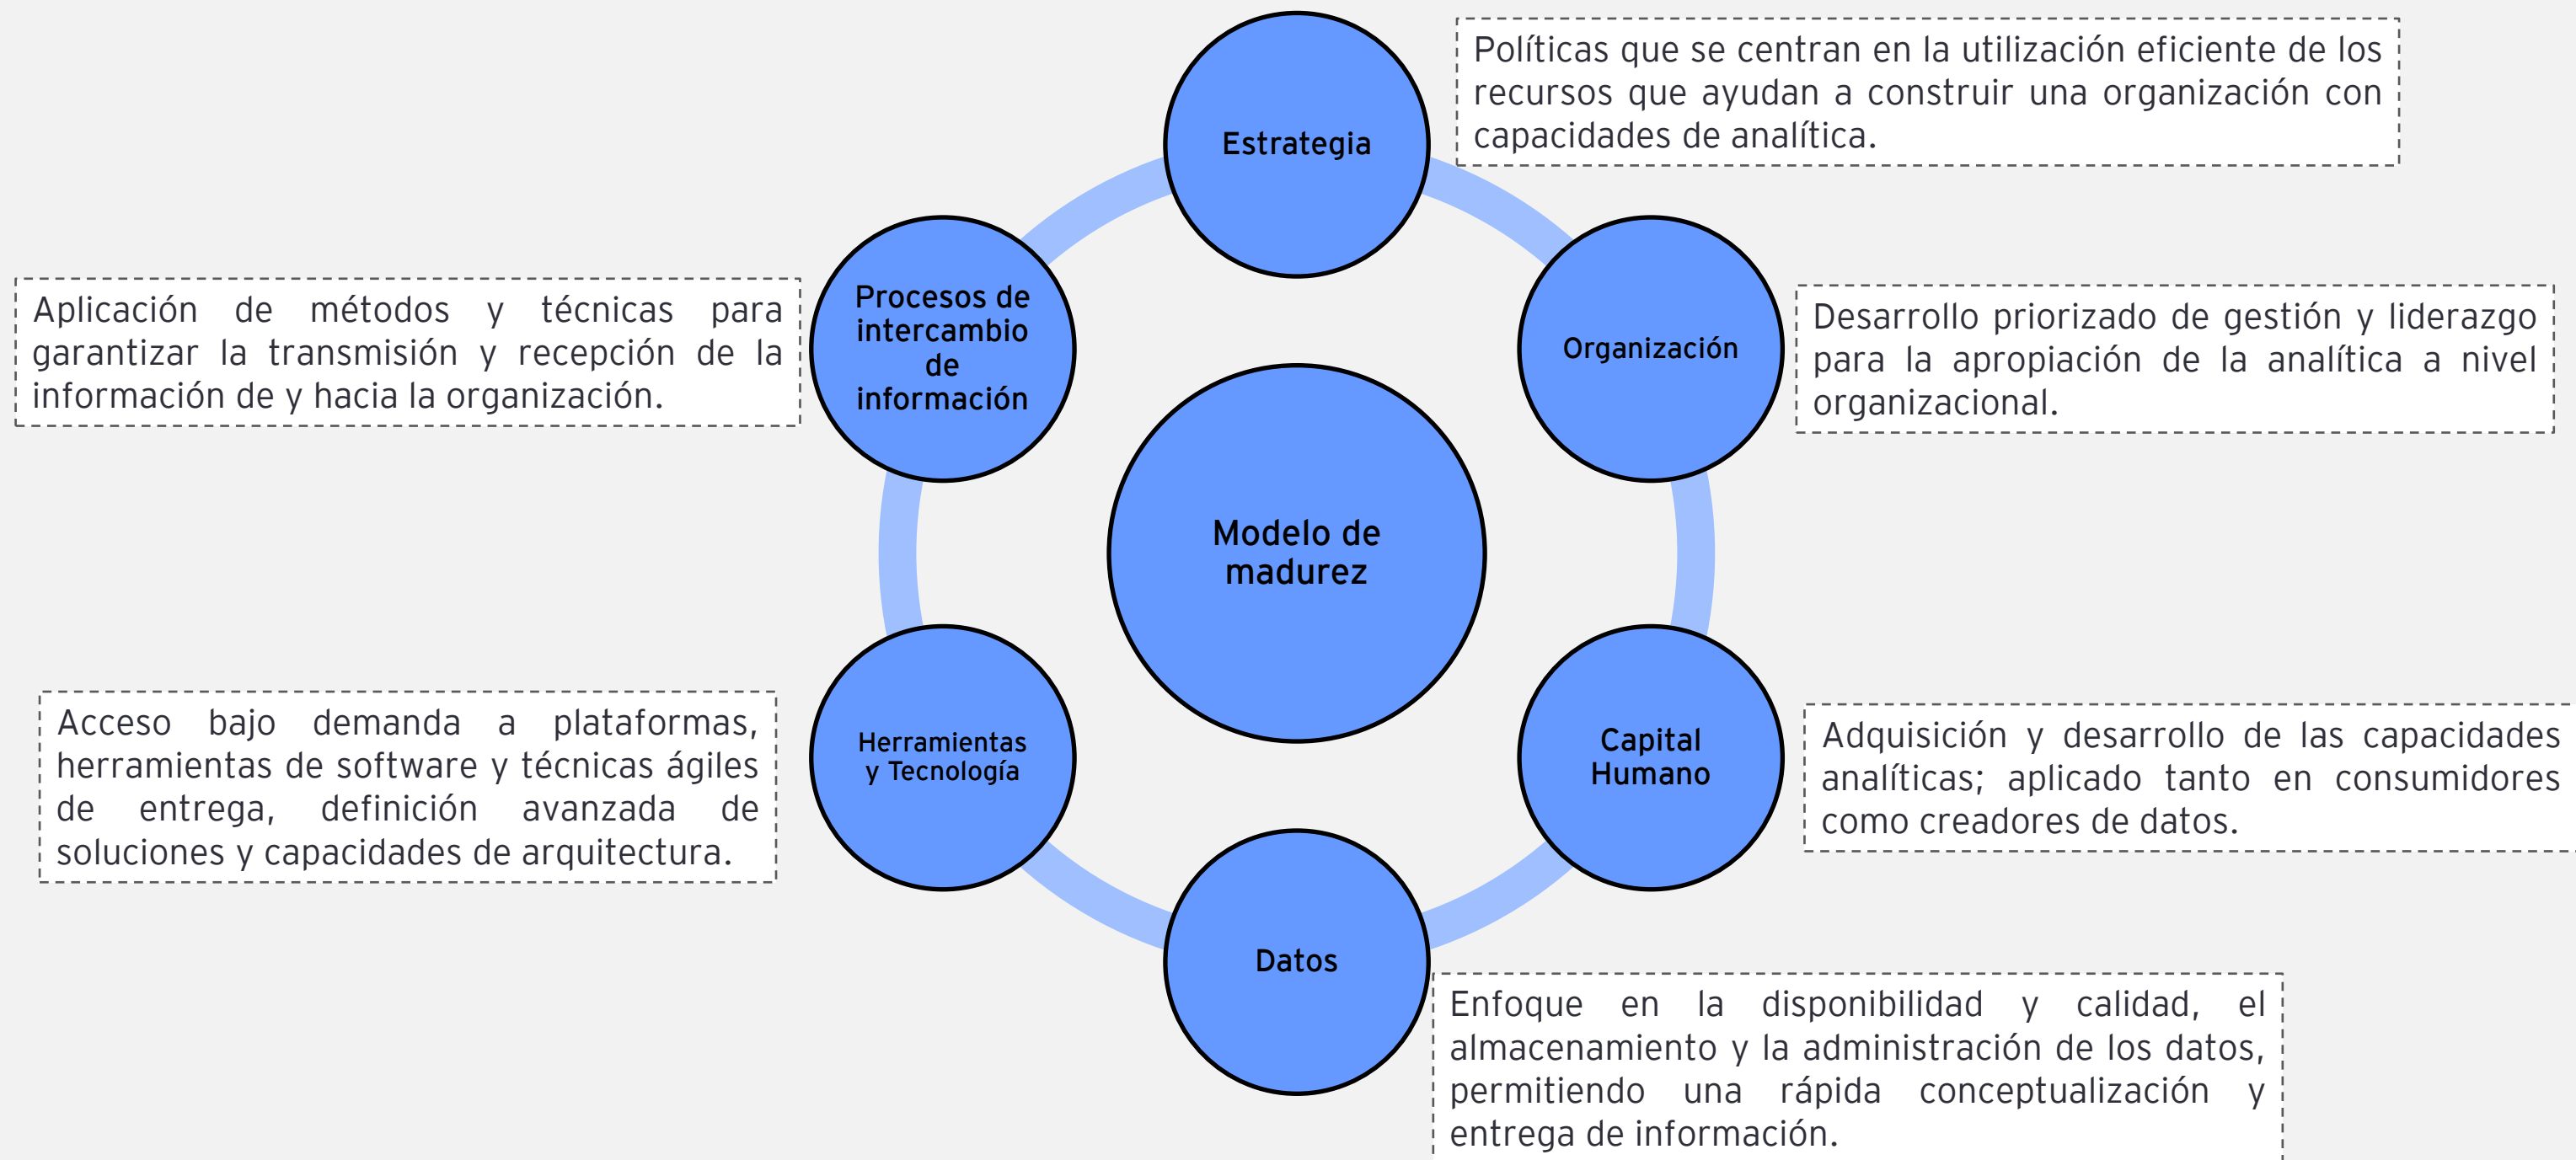 Estrategia
Políticas que se centran en la utilización eficiente de los
recursos que ayudan a construir una organización con
capacidades de analítica.
Organización
Desarrollo priorizado de gestión y liderazgo
para la apropiación de la analítica a nivel
organizacional.
Capital
Humano
Adquisición y desarrollo de las capacidades
analíticas; aplicado tanto en consumidores
como creadores de datos.
Datos
Enfoque en la disponibilidad y calidad, el
almacenamiento y la administración de los datos,
permitiendo una rápida conceptualización y
entrega de información.
Herramientas
y Tecnología
Acceso bajo demanda a plataformas,
herramientas de software y técnicas ágiles
de entrega, definición avanzada de
soluciones y capacidades de arquitectura.
Procesos de
intercambio
de
información
Aplicación de métodos y técnicas para
garantizar la transmisión y recepción de la
información de y hacia la organización.
Modelo de
madurez